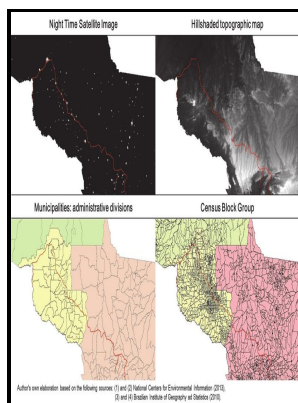 Night Time Satellite Image
Hillshaded topographic map
Municipalities: administrative divisions
Census Block Group
Author's own elaboration based on the following sources: (1) and (2) National Centers for Environmental Information (2013),
(3) and (4) Brazilian Institute of Geography ad Statistics (2010).